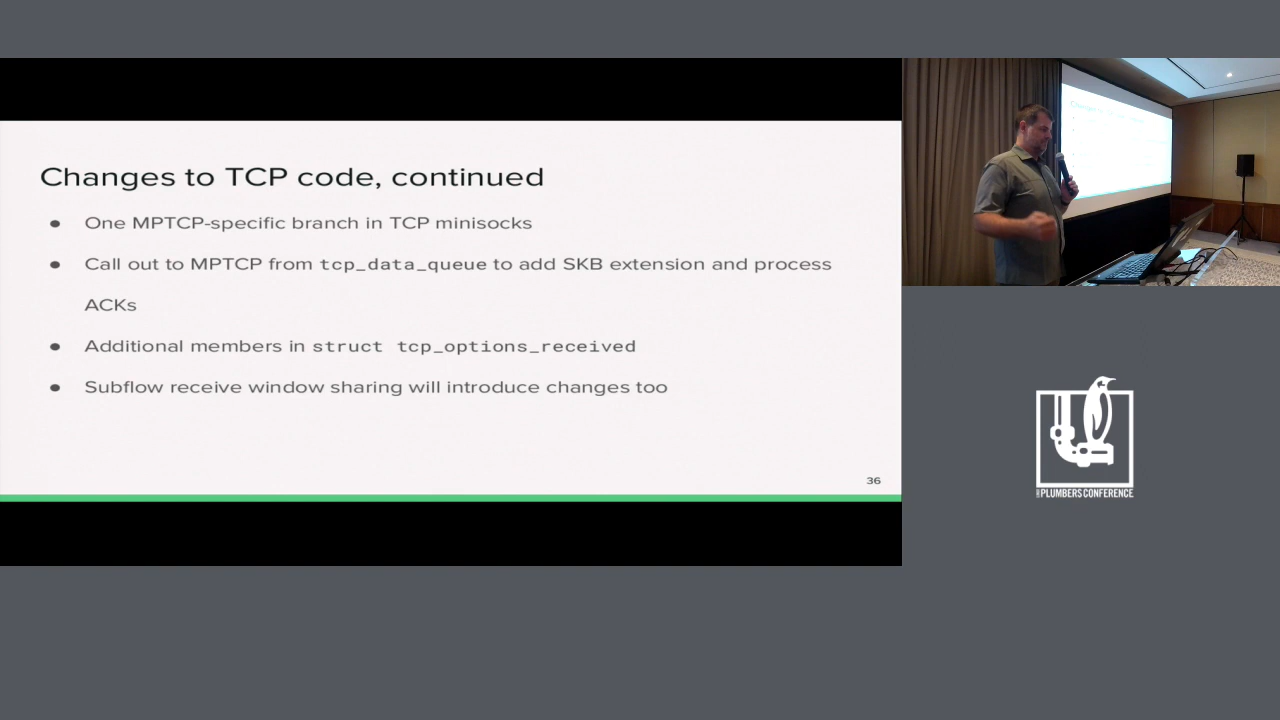 Changes to TCP code, continued
● One MPTCP-specific branch in TCP minisocks
● Call out to MPTCP from tcp_data_queue to add SKB extension and process
ACKs
● Additional members in struct tcp_options_received
● Subflow receive window sharing will introduce changes too
36
PLUMBERS CONFERENCE